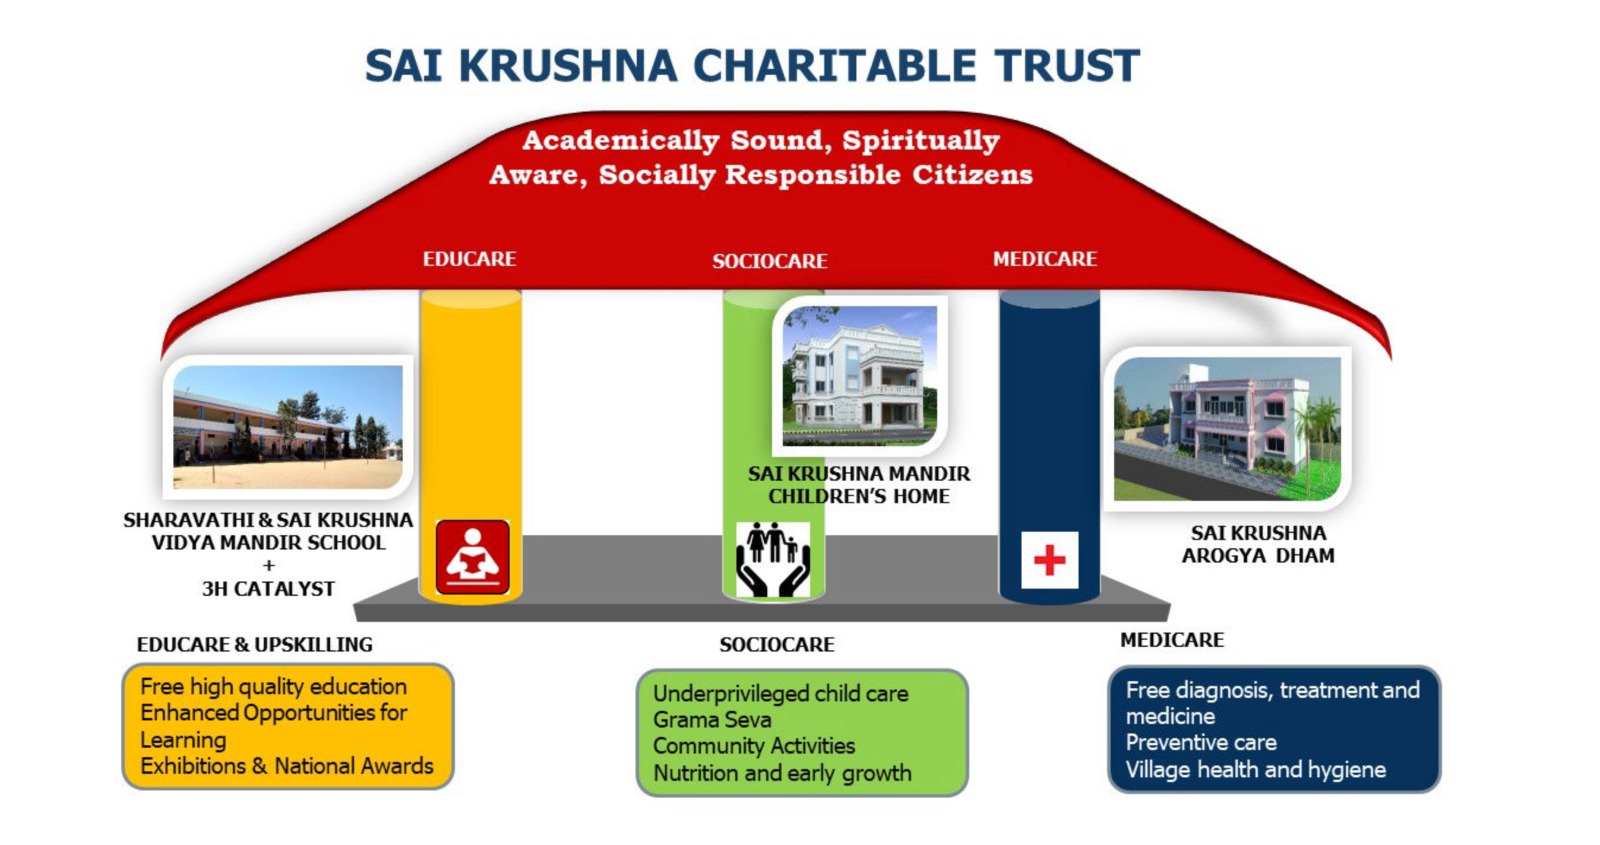 SAI KRUSHNA CHARITABLE TRUST
Academically Sound, Spiritually
Aware, Socially Responsible Citizens
EDUCARE
SOCIOCARE
MEDICARE
SHARAVATHI & SAI KRUSHNA
VIDYA MANDIR SCHOOL
+
3H CATALYST
SAI KRUSHNA MANDIR
CHILDREN'S HOME
SAI KRUSHNA
AROGYA DHAM
EDUCARE & UPSKILLING
Free high quality education
Enhanced Opportunities for
Learning
Exhibitions & National Awards
SOCIOCARE
Underprivileged child care
Grama Seva
Community Activities
Nutrition and early growth
MEDICARE
Free diagnosis, treatment and
medicine
Preventive care
Village health and hygiene